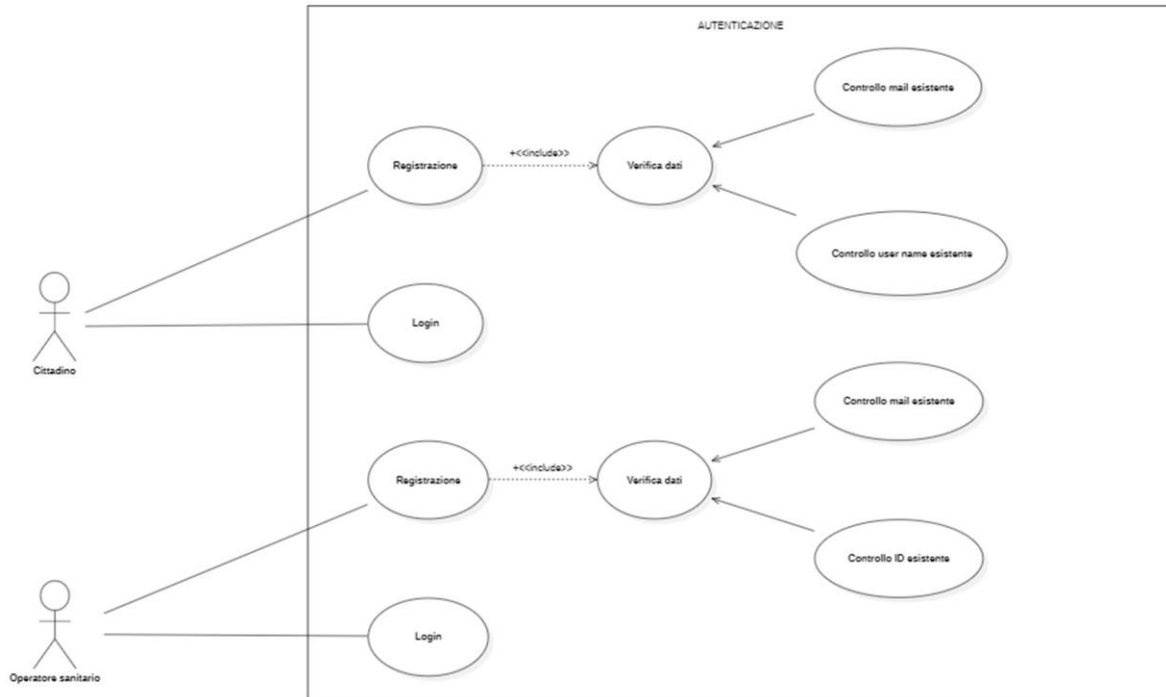 AUTENTICAZIONE
Controllo mail esistente
Registrazione
+<<include>>
Verifica dati
Controllo user name esistente
Login
Cittadino
Controllo mail esistente
Registrazione
+<<include>>
Verifica dati
Controllo ID esistente
Login
Operatore sanitario